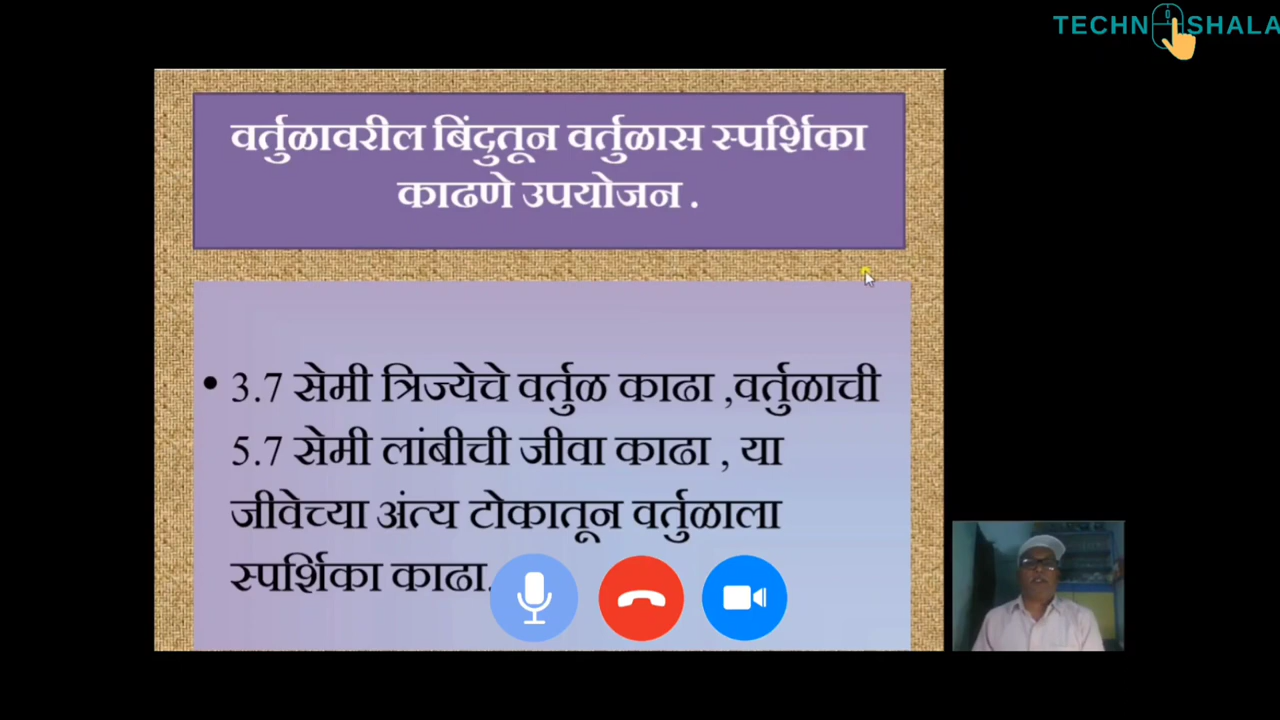 TECHNOSHALA
वर्तुळावरील बिंदुतून वर्तुळास स्पर्शिका
काढणे उपयोजन .
• 3.7 सेमी त्रिज्येचे वर्तुळ काढा ,वर्तुळाची
5.7 सेमी लांबीची जीवा काढा , या
जीवेच्या अंत्य टोकातून वर्तुळाला
स्पर्शिका काढा.